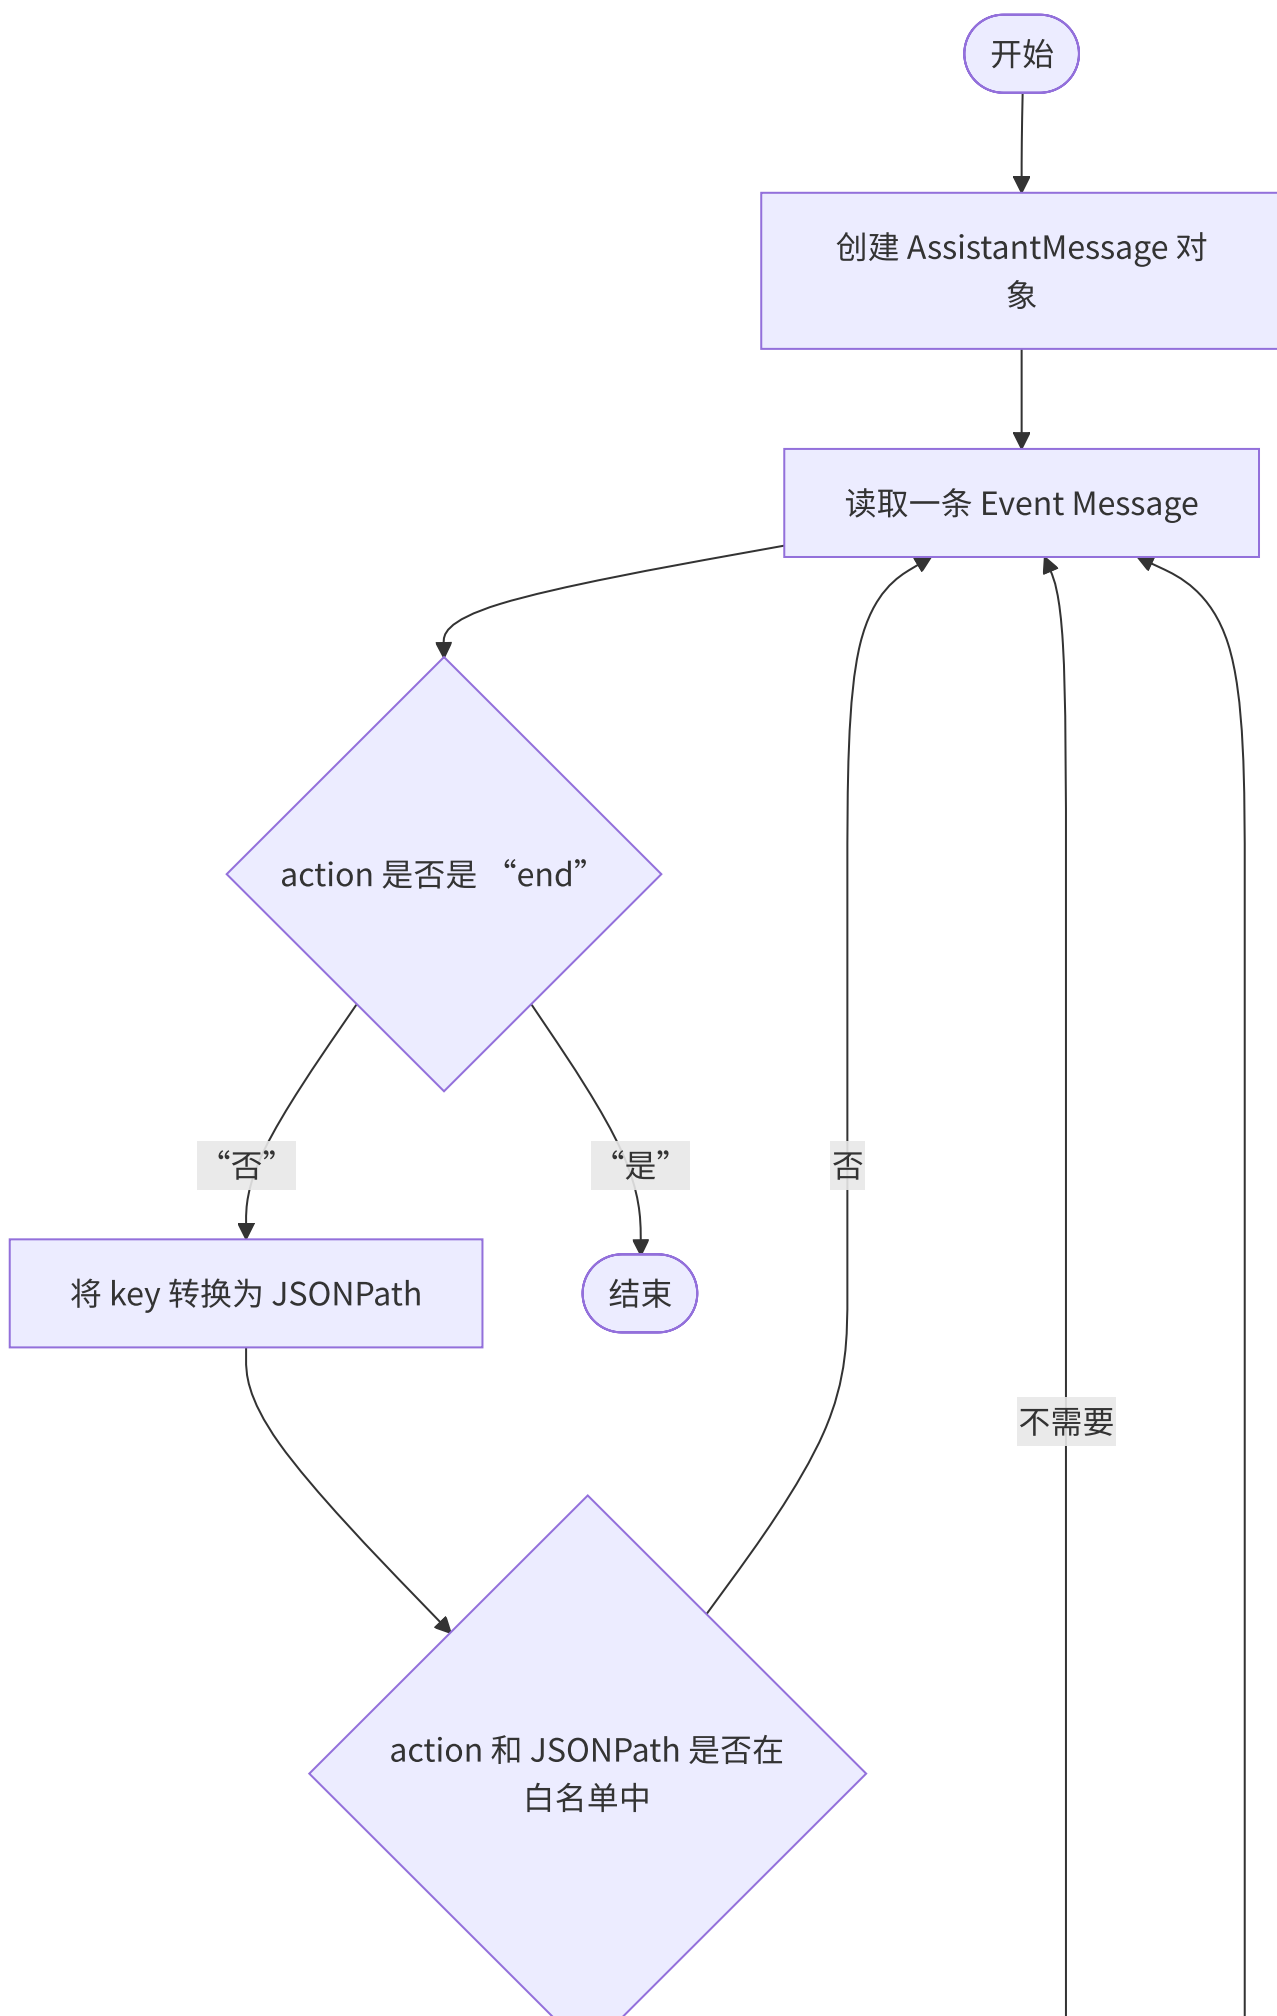 开始
创建 AssistantMessage 对
象
读取一条 Event Message
action 是否是 “end”
“否”
“是”
否
将 key 转换为 JSONPath
结束
不需要
action 和 JSONPath 是否在
白名单中